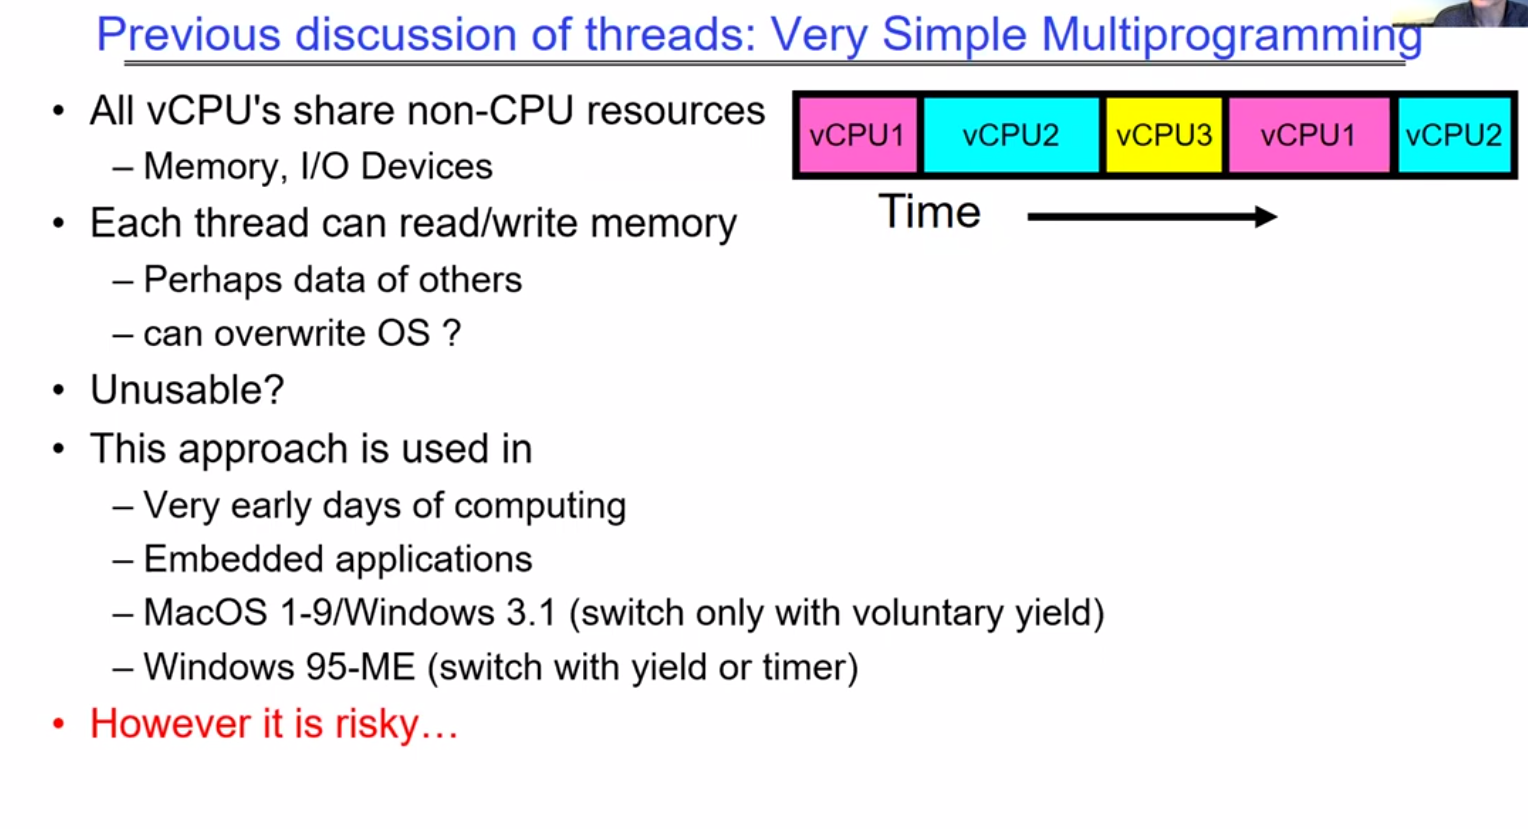 Previous discussion of threads: Very Simple Multiprogramming
• All vCPU's share non-CPU resources
– Memory, I/O Devices
• Each thread can read/write memory
– Perhaps data of others
– can overwrite OS ?
• Unusable?
• This approach is used in
– Very early days of computing
– Embedded applications
– MacOS 1-9/Windows 3.1 (switch only with voluntary yield)
– Windows 95-ME (switch with yield or timer)
• However it is risky…
vCPU1 vCPU2 vCPU3 vCPU1 vCPU2
Time